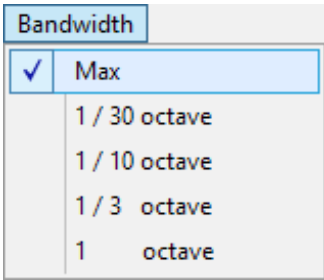 Bandwidth
Max
1 / 30 octave
1 / 10 octave
1 / 3 octave
1 octave